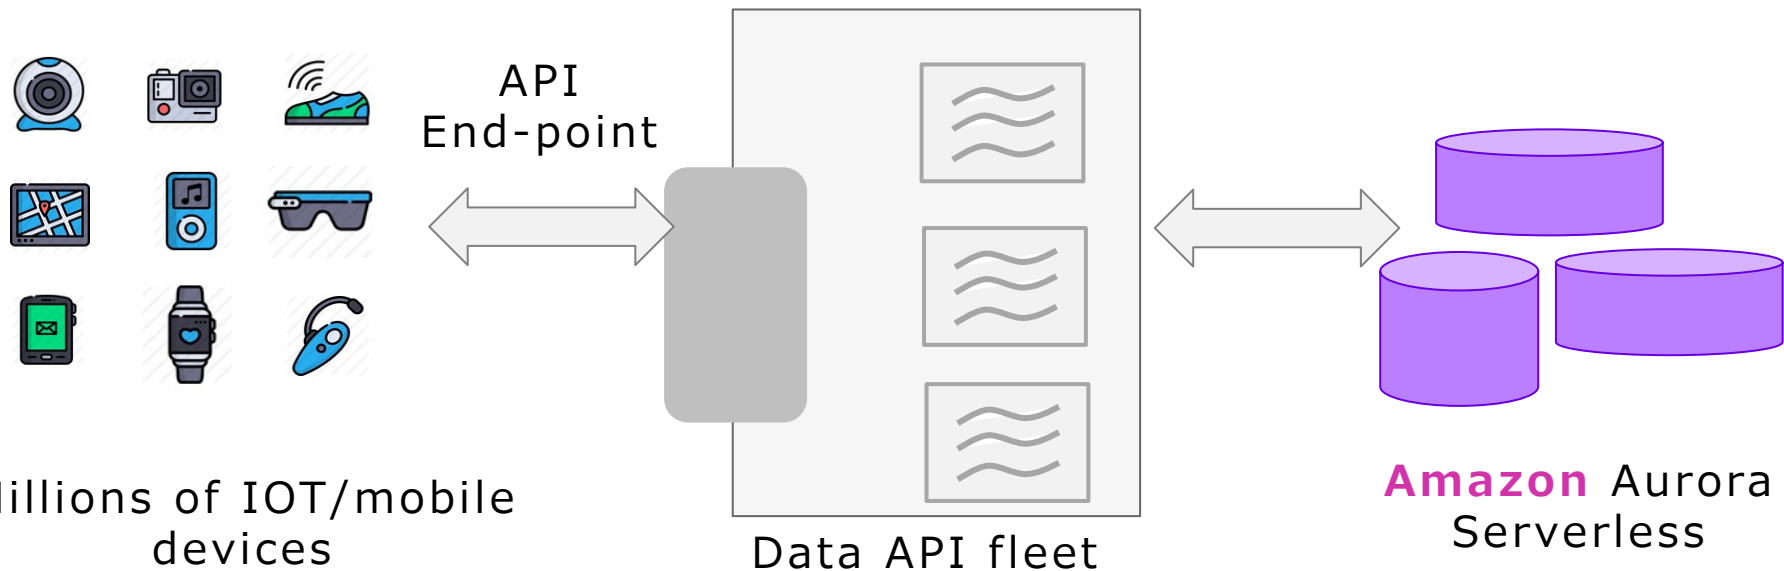 API
End-point
illions of IOT/mobile
devices
Data API fleet
Amazon Aurora
Serverless